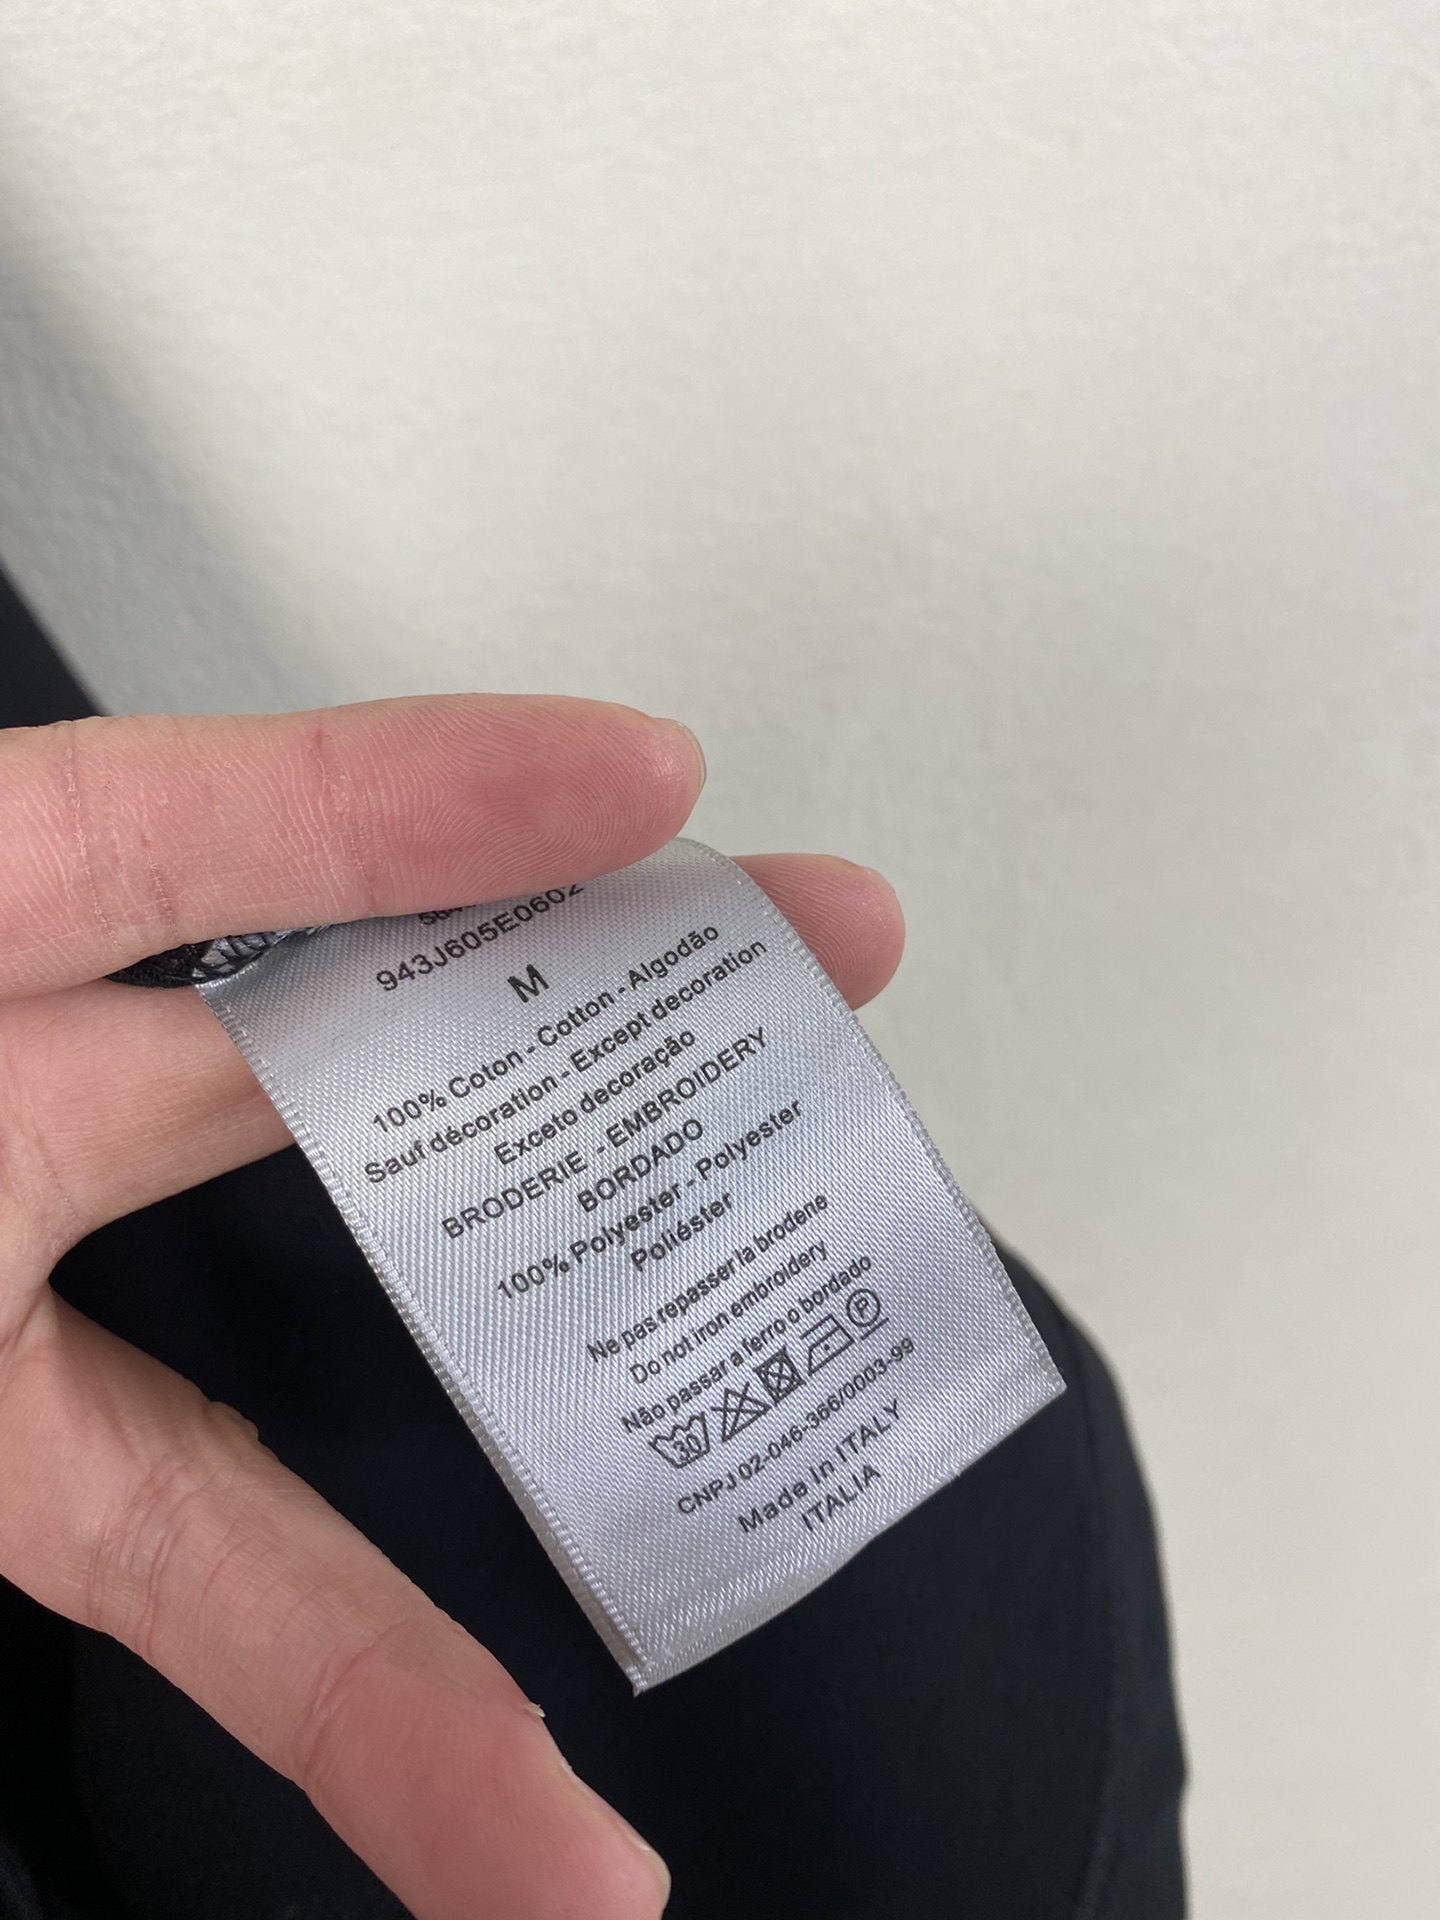 943J605E0602
M
100% Coton - Cotton - Algodão
Sauf décoration - Except decoration
Exceto decoração
BRODERIE - EMBROIDERY
BORDADO
100% Polyester - Polyester
Poliéster
Ne pas repasser la broderie
Do not iron embroidery
Não passar a ferro o bordado
30 P
CNPJ 02-046-366/0003-99
Made in ITALY
ITALIA